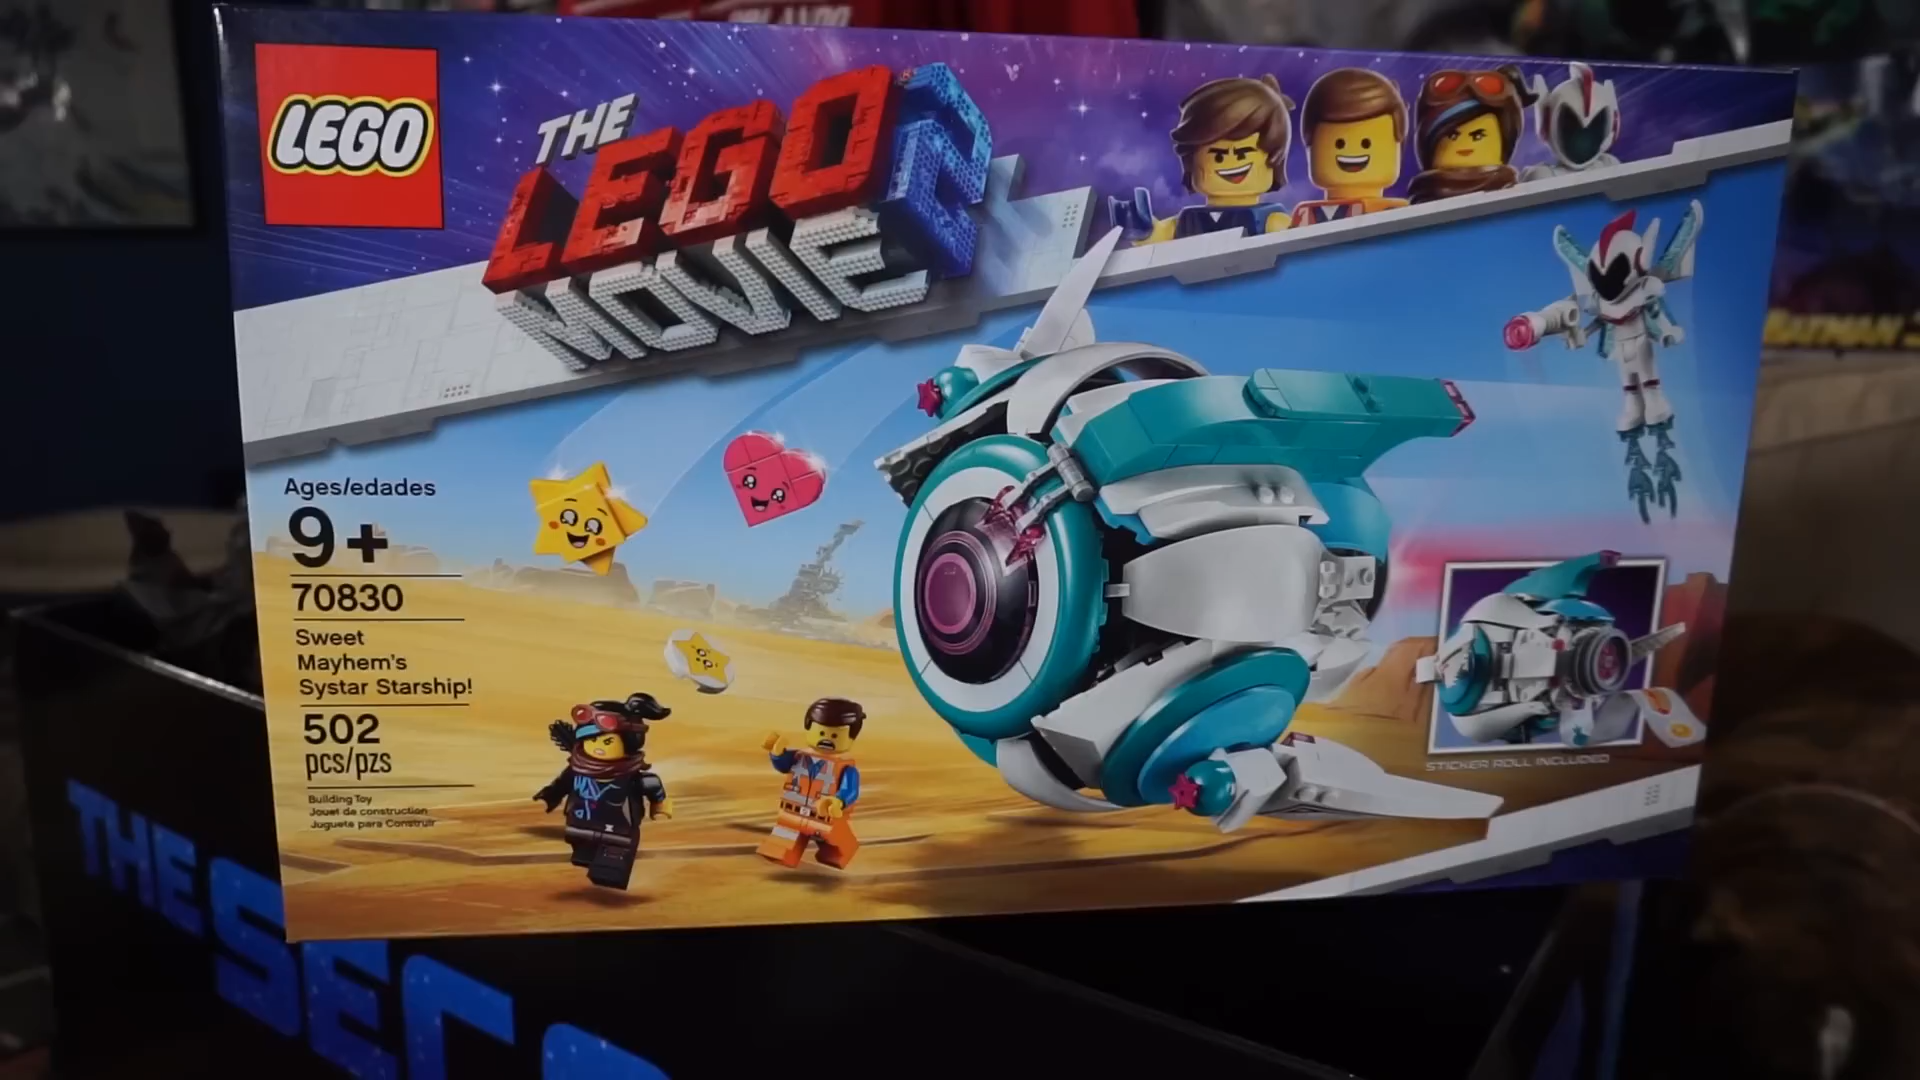 LEGO
THE
LEGO 2
MOVIE
Ages/edades
9+
70830
Sweet
Mayhem's
Systar Starship!
502
pcs/pzs
Building Toy
Jouet de construction
Juguete para Construir
STICKER ROLL INCLUDED
THE